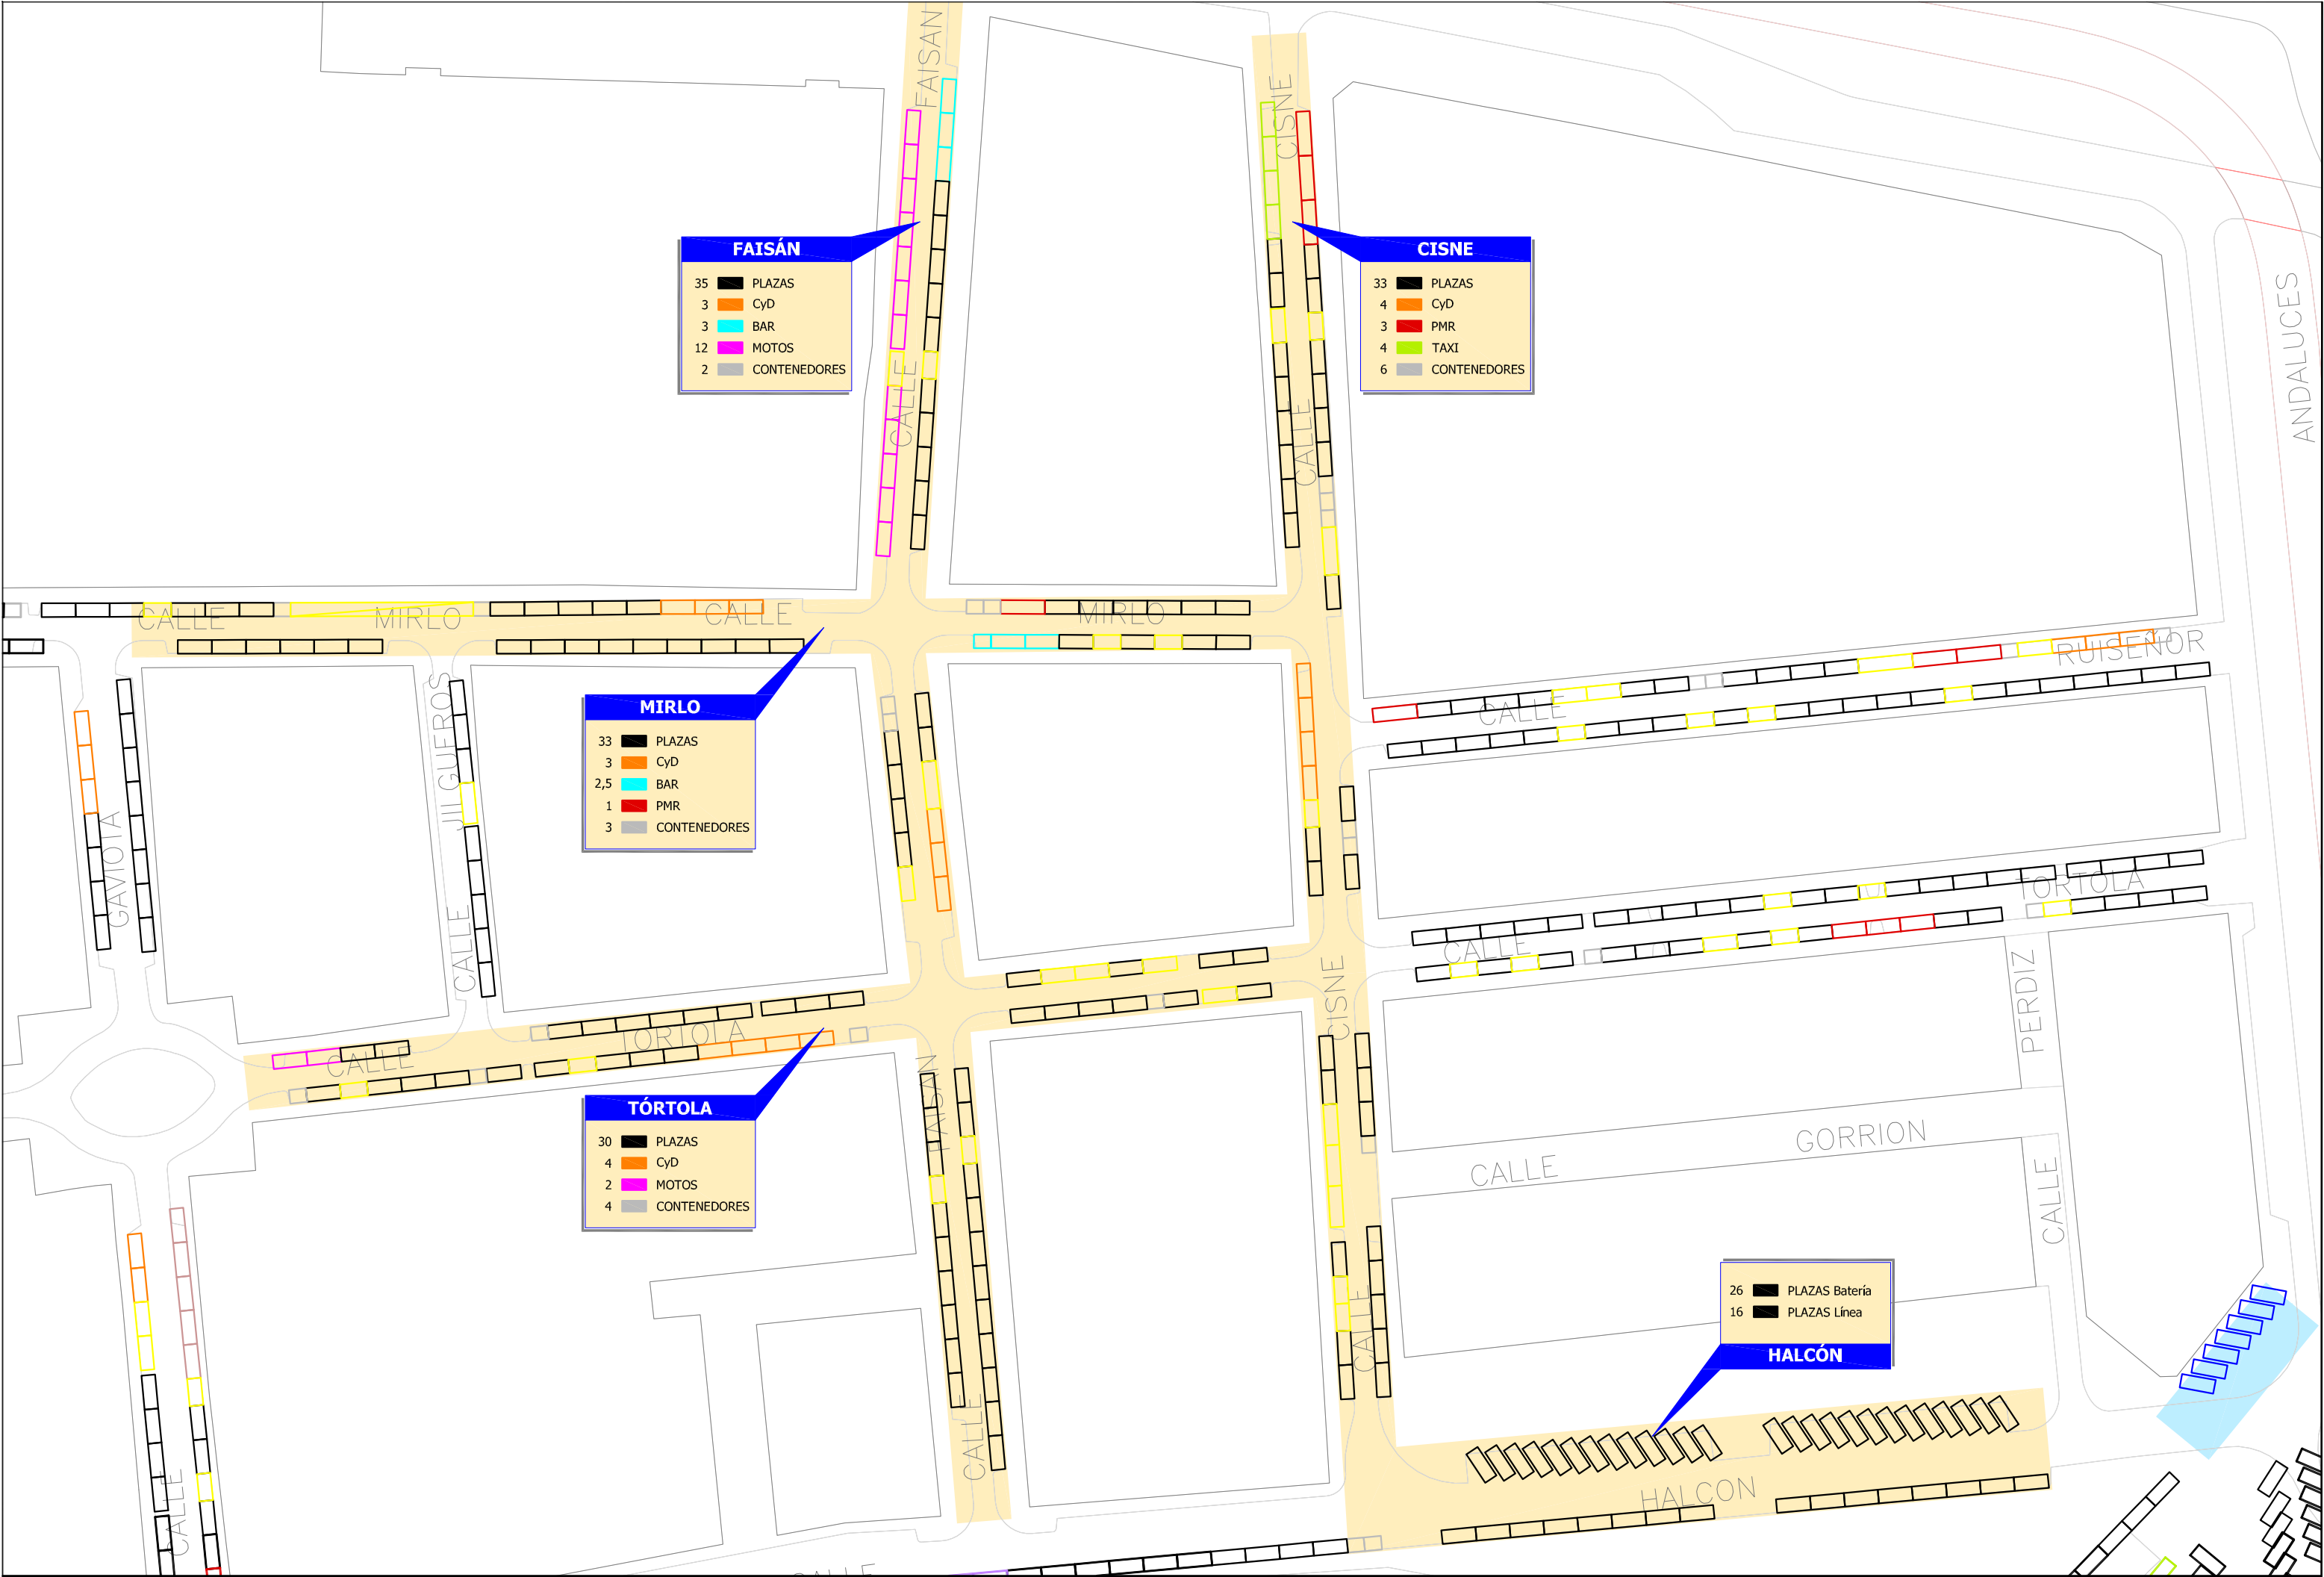 FAISAN
CISNE
FAISÁN
35 PLAZAS
3 CyD
3 BAR
12 MOTOS
2 CONTENEDORES
CISNE
33 PLAZAS
4 CyD
3 PMR
4 TAXI
6 CONTENEDORES
ANDALUCES
CALLE
CALLE
CALLE
MIRLO
CALLE
MIRLO
RUISEÑOR
CALLE
MIRLO
33 PLAZAS
3 CyD
2,5 BAR
1 PMR
3 CONTENEDORES
JILGUEROS
GAVIOTA
CALLE
TORTOLA
CALLE
CISNE
PERDIZ
TORTOLA
CALLE
FAISAN
TÓRTOLA
30 PLAZAS
4 CyD
2 MOTOS
4 CONTENEDORES
GORRION
CALLE
CALLE
26 PLAZAS Batería
16 PLAZAS Línea
HALCÓN
CALLE
CALLE
HALCON
CALLE
CALLE